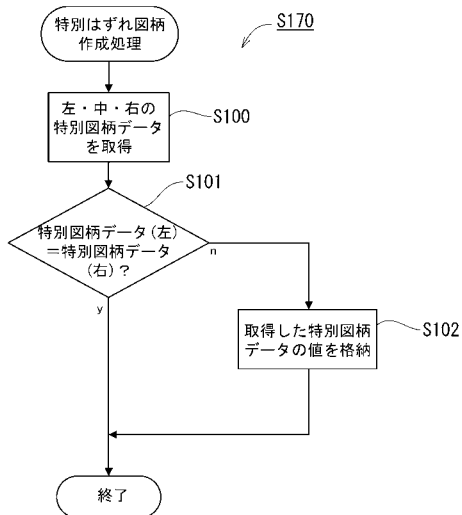 特別はずれ図柄
作成処理
S170
左・中・右の
特別図柄データ
を取得
S100
S101
特別図柄データ(左)
=特別図柄データ
(右)?
n
y
取得した特別図柄
データの値を格納
S102
終了